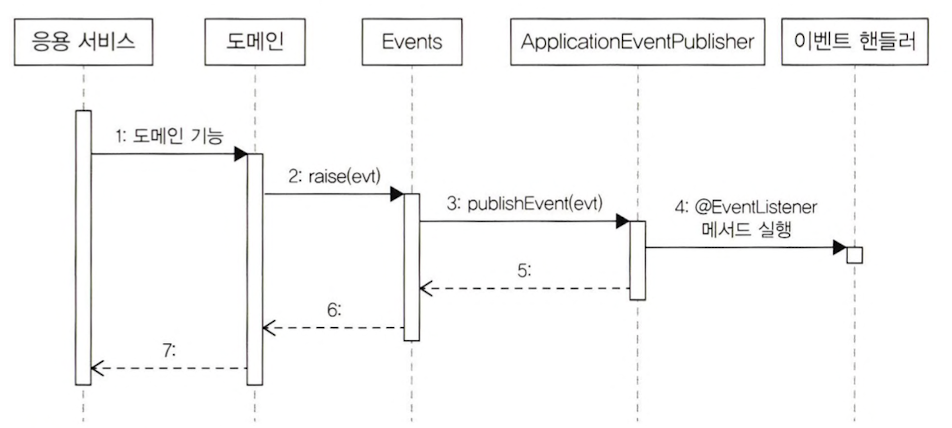 응용 서비스
도메인
Events
ApplicationEventPublisher
이벤트 핸들러
1: 도메인 기능
2: raise(evt)
3: publishEvent(evt)
4: @EventListener
메서드 실행
5:
6:
7: